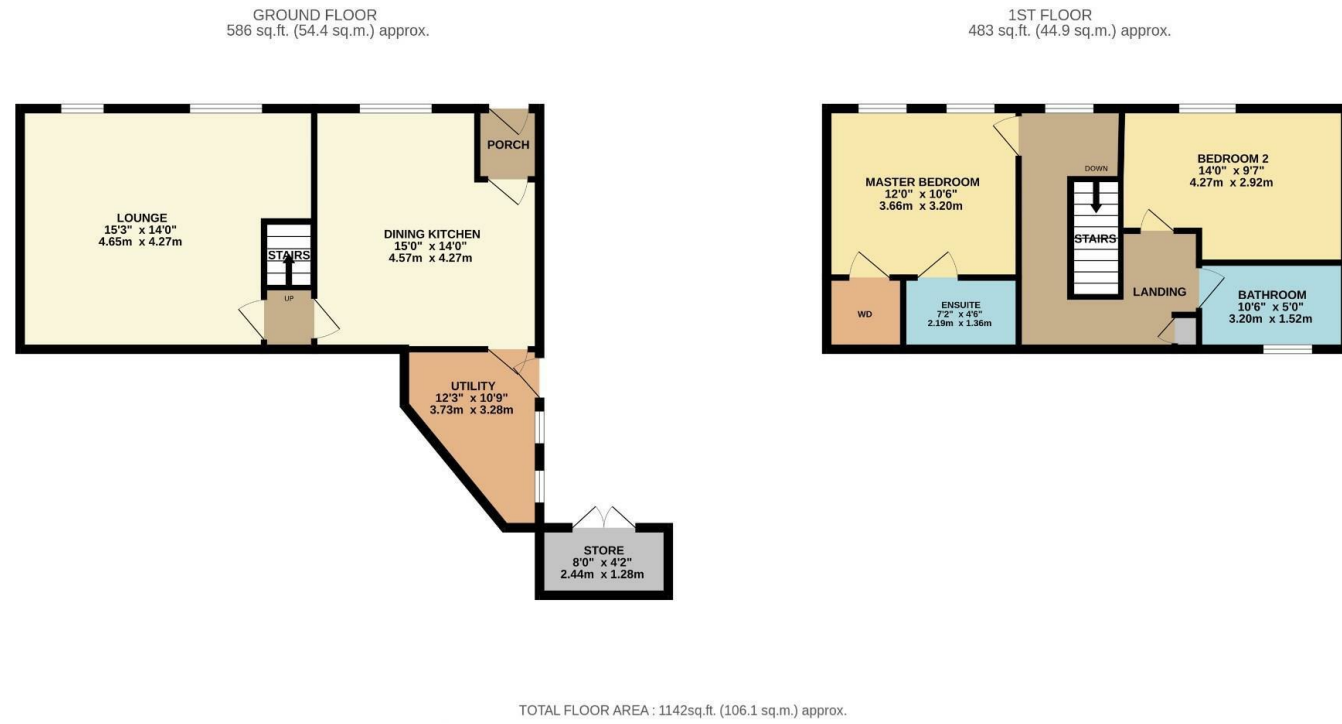 GROUND FLOOR
586 sq.ft. (54.4 sq.m.) approx.
1ST FLOOR
483 sq.ft. (44.9 sq.m.) approx.
LOUNGE
15'3" x 14'0"
4.65m x 4.27m
STAIRS
UP
DINING KITCHEN
15'0" x 14'0"
4.57m x 4.27m
PORCH
UTILITY
12'3" x 10'9"
3.73m x 3.28m
STORE
8'0" x 4'2"
2.44m x 1.28m
MASTER BEDROOM
12'0" x 10'6"
3.66m x 3.20m
WD
ENSUITE
7'2" x 4'6"
2.19m x 1.36m
DOWN
STAIRS
LANDING
BEDROOM 2
14'0" x 9'7"
4.27m x 2.92m
BATHROOM
10'6" x 5'0"
3.20m x 1.52m
TOTAL FLOOR AREA : 1142sq.ft. (106.1 sq.m.) approx.